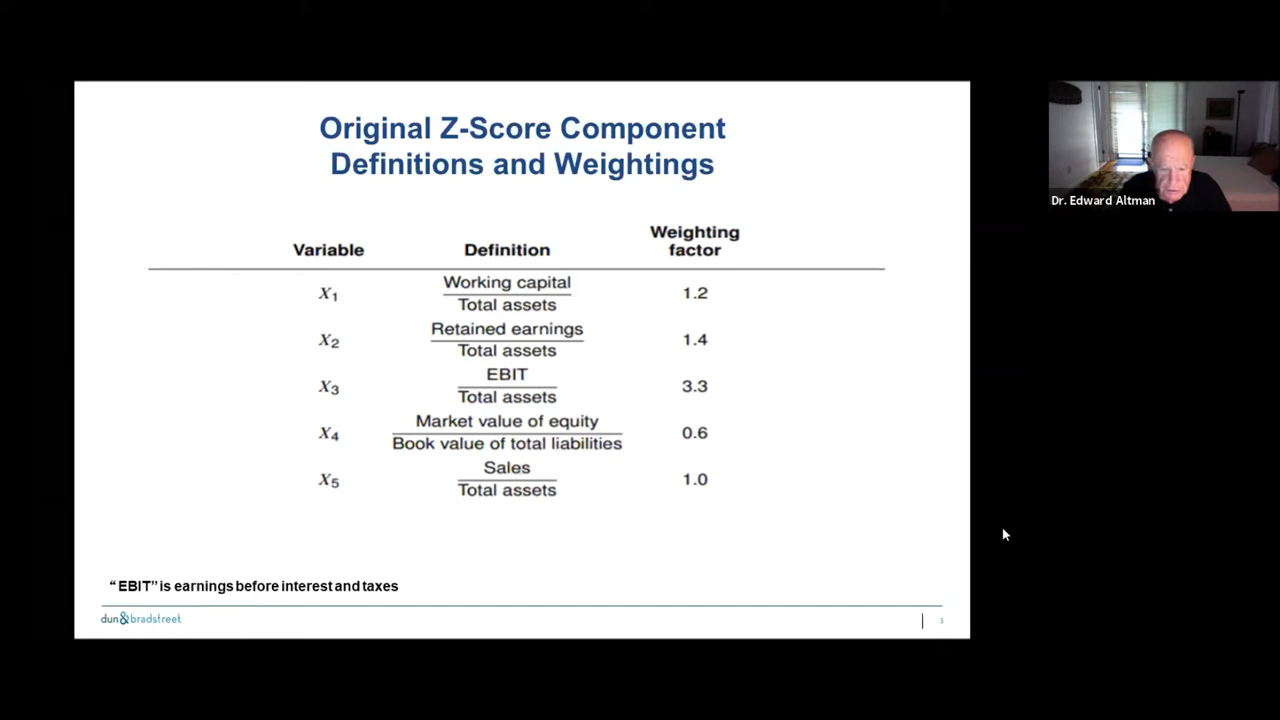 Original Z-Score Component
Definitions and Weightings
Variable Definition Weighting factor
X1 Working capital / Total assets 1.2
X2 Retained earnings / Total assets 1.4
X3 EBIT / Total assets 3.3
X4 Market value of equity / Book value of total liabilities 0.6
X5 Sales / Total assets 1.0
“EBIT” is earnings before interest and taxes
dun&bradstreet
5
Dr. Edward Altman